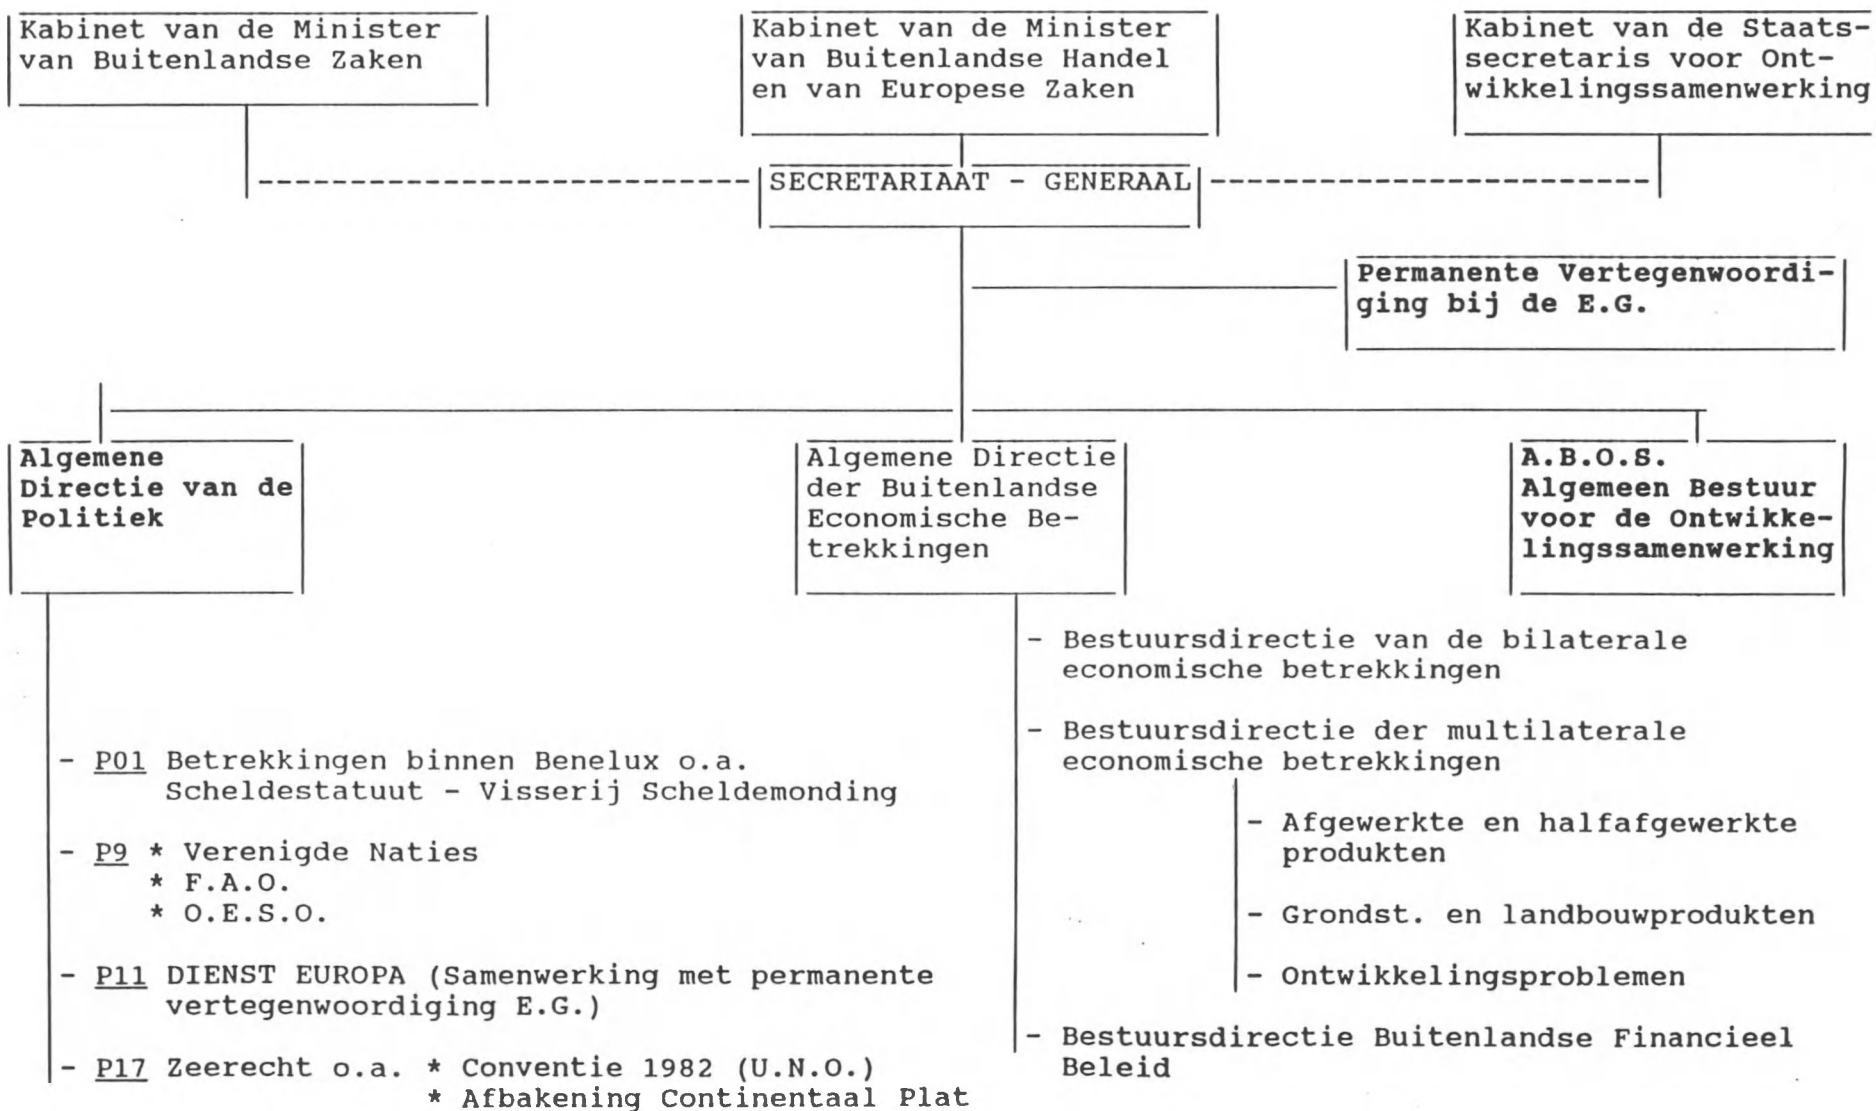 Kabinet van de Minister
van Buitenlandse Zaken
Kabinet van de Minister
van Buitenlandse Handel
en van Europese Zaken
Kabinet van de Staats-
secretaris voor Ont-
wikkelingssamenwerking
SECRETARIAAT - GENERAAL
Permanente Vertegenwoordi-
ging bij de E.G.
Algemene
Directie van de
Politiek
Algemene Directie
der Buitenlandse
Economische Be-
trekkingen
A.B.O.S.
Algemeen Bestuur
voor de Ontwikke-
lingssamenwerking
- P01 Betrekkingen binnen Benelux o.a.
Scheldestatuut - Visserij Scheldemonding
- P9 * Verenigde Naties
* F.A.O.
* O.E.S.O.
- P11 DIENST EUROPA (Samenwerking met permanente
vertegenwoordiging E.G.)
- P17 Zeerecht o.a. * Conventie 1982 (U.N.O.)
* Afbakening Continentaal Plat
- Bestuursdirectie van de bilaterale
economische betrekkingen
- Bestuursdirectie der multilaterale
economische betrekkingen
- Afgewerkte en halfafgewerkte
produkten
- Grondst. en landbouwprodukten
- Ontwikkelingsproblemen
- Bestuursdirectie Buitenlandse Financieel
Beleid